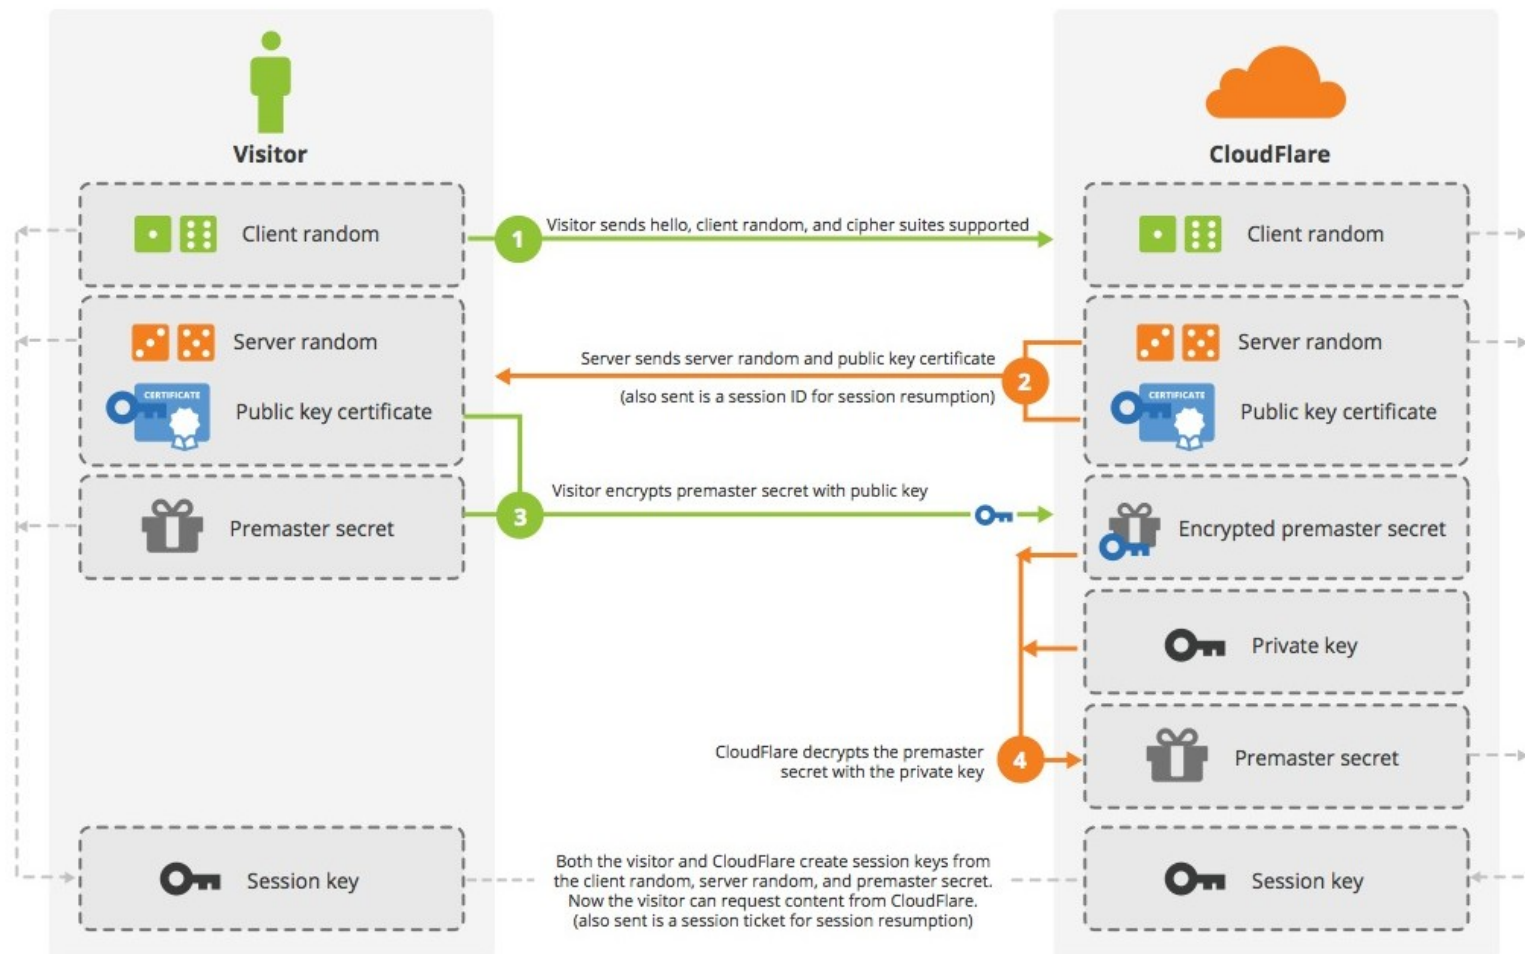 Visitor
CloudFlare
Client random
1
Visitor sends hello, client random, and cipher suites supported
Client random
Server random
Server sends server random and public key certificate
2
Server random
CERTIFICATE
Public key certificate
(also sent is a session ID for session resumption)
CERTIFICATE
Public key certificate
Visitor encrypts premaster secret with public key
Premaster secret
3
Encrypted premaster secret
Private key
CloudFlare decrypts the premaster
secret with the private key
4
Premaster secret
Session key
Both the visitor and CloudFlare create session keys from
the client random, server random, and premaster secret.
Now the visitor can request content from CloudFlare.
(also sent is a session ticket for session resumption)
Session key